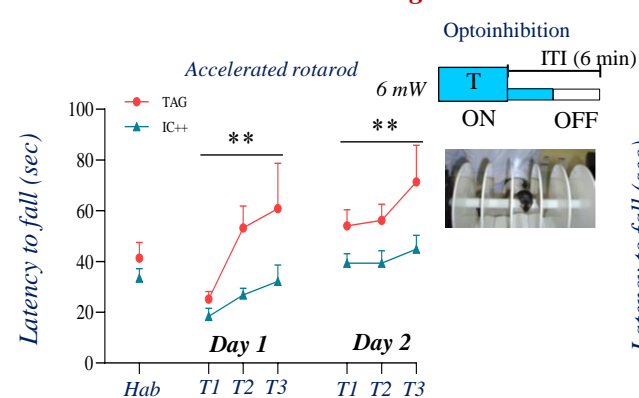 Optoinhibition
ITI (6 min)
Accelerated rotarod
6 mW
T
ON
OFF
100
80
60
40
20
0
TAG
IC++
**
**
Latency to fall (sec)
Day 1
Day 2
Hab
T1 T2 T3
T1 T2 T3